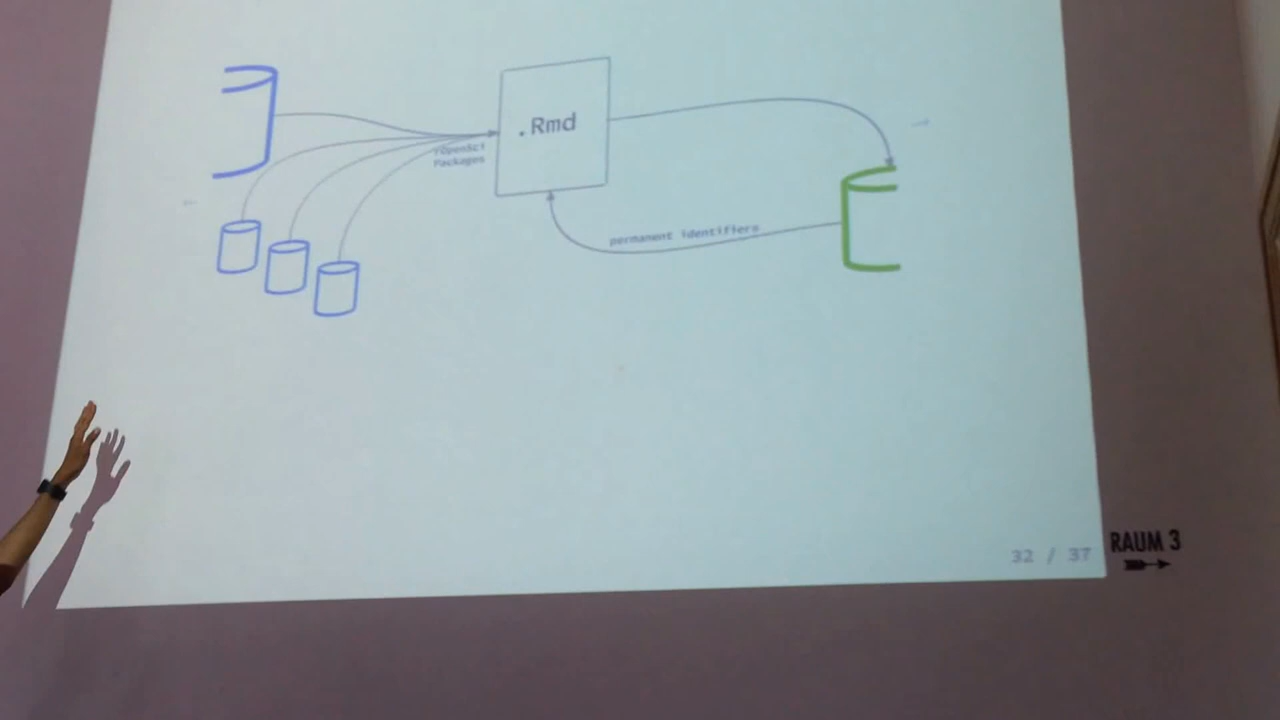 .Rmd
rOpenSci
Packages
permanent identifiers
32 / 37
RAUM 3